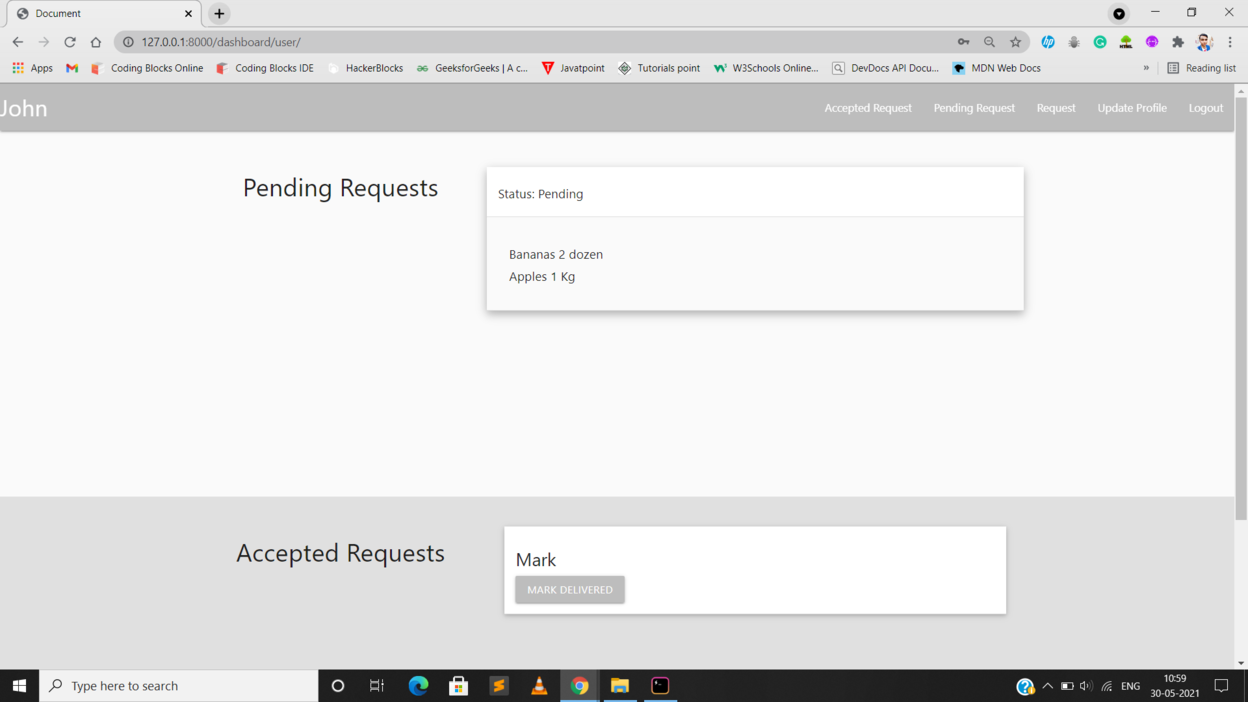 Document
127.0.0.1:8000/dashboard/user/
Apps
Coding Blocks Online
Coding Blocks IDE
HackerBlocks
GeeksforGeeks | A c...
Javatpoint
Tutorials point
W3Schools Online...
DevDocs API Docu...
MDN Web Docs
»
Reading list
John
Accepted Request
Pending Request
Request
Update Profile
Logout
Pending Requests
Status: Pending
Bananas 2 dozen
Apples 1 Kg
Accepted Requests
Mark
MARK DELIVERED
Type here to search
ENG
10:59
30-05-2021